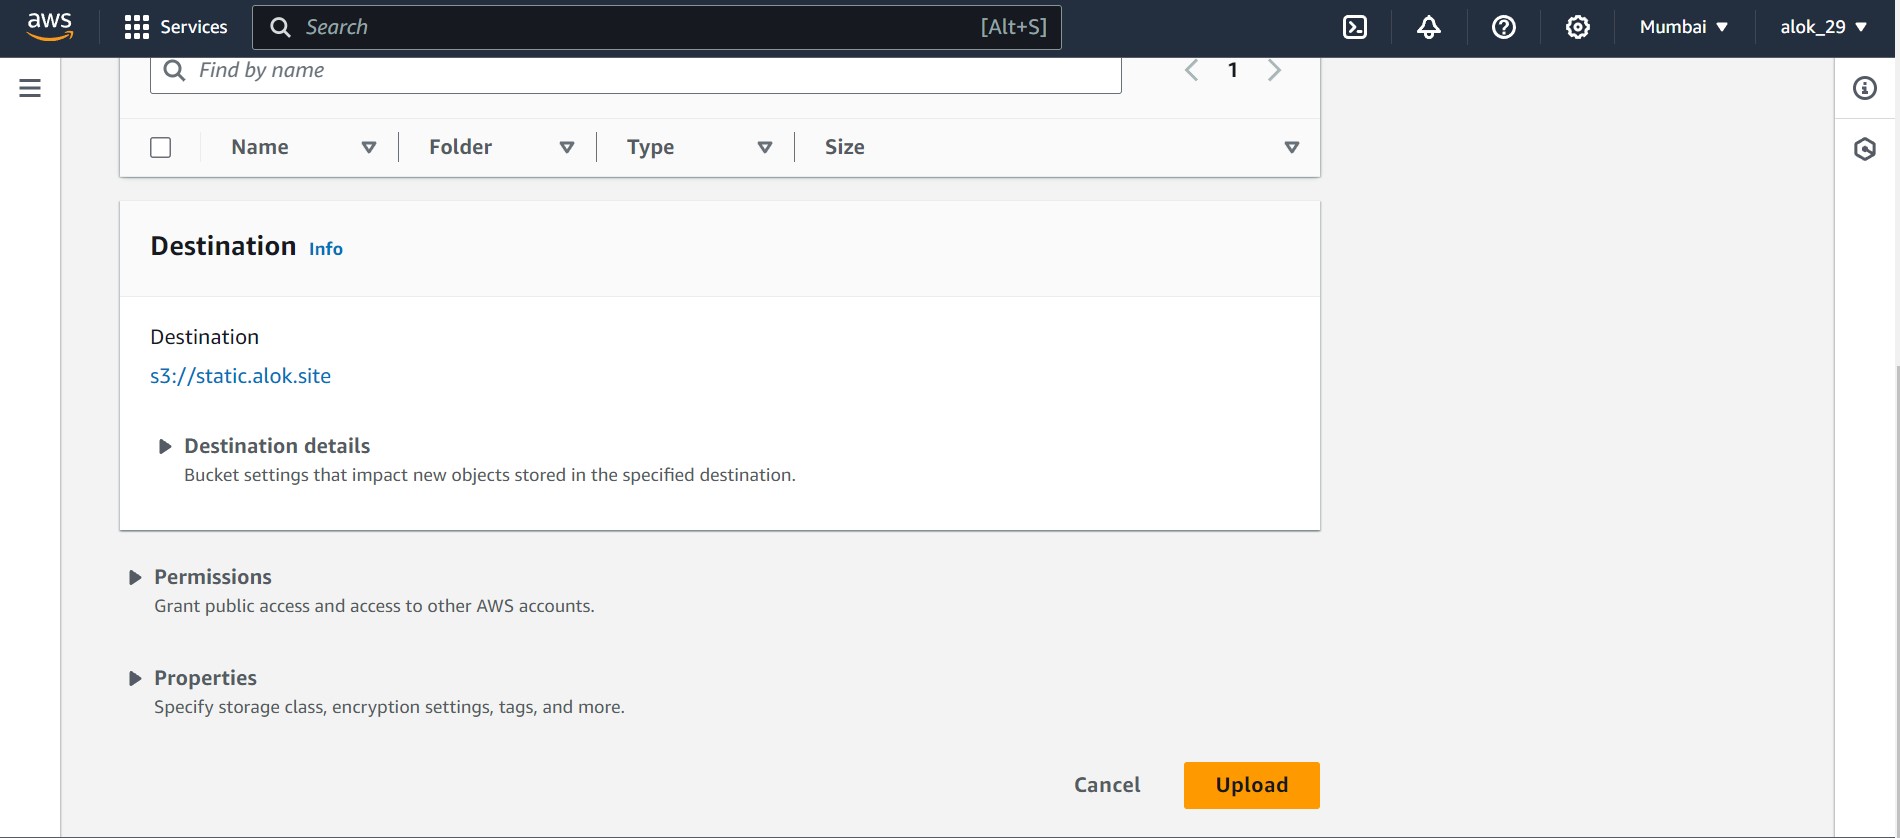 aws Services Search [Alt+S] Mumbai alok_29
Find by name 1
Name Folder Type Size
Destination Info
Destination
s3://static.alok.site
Destination details
Bucket settings that impact new objects stored in the specified destination.
Permissions
Grant public access and access to other AWS accounts.
Properties
Specify storage class, encryption settings, tags, and more.
Cancel Upload